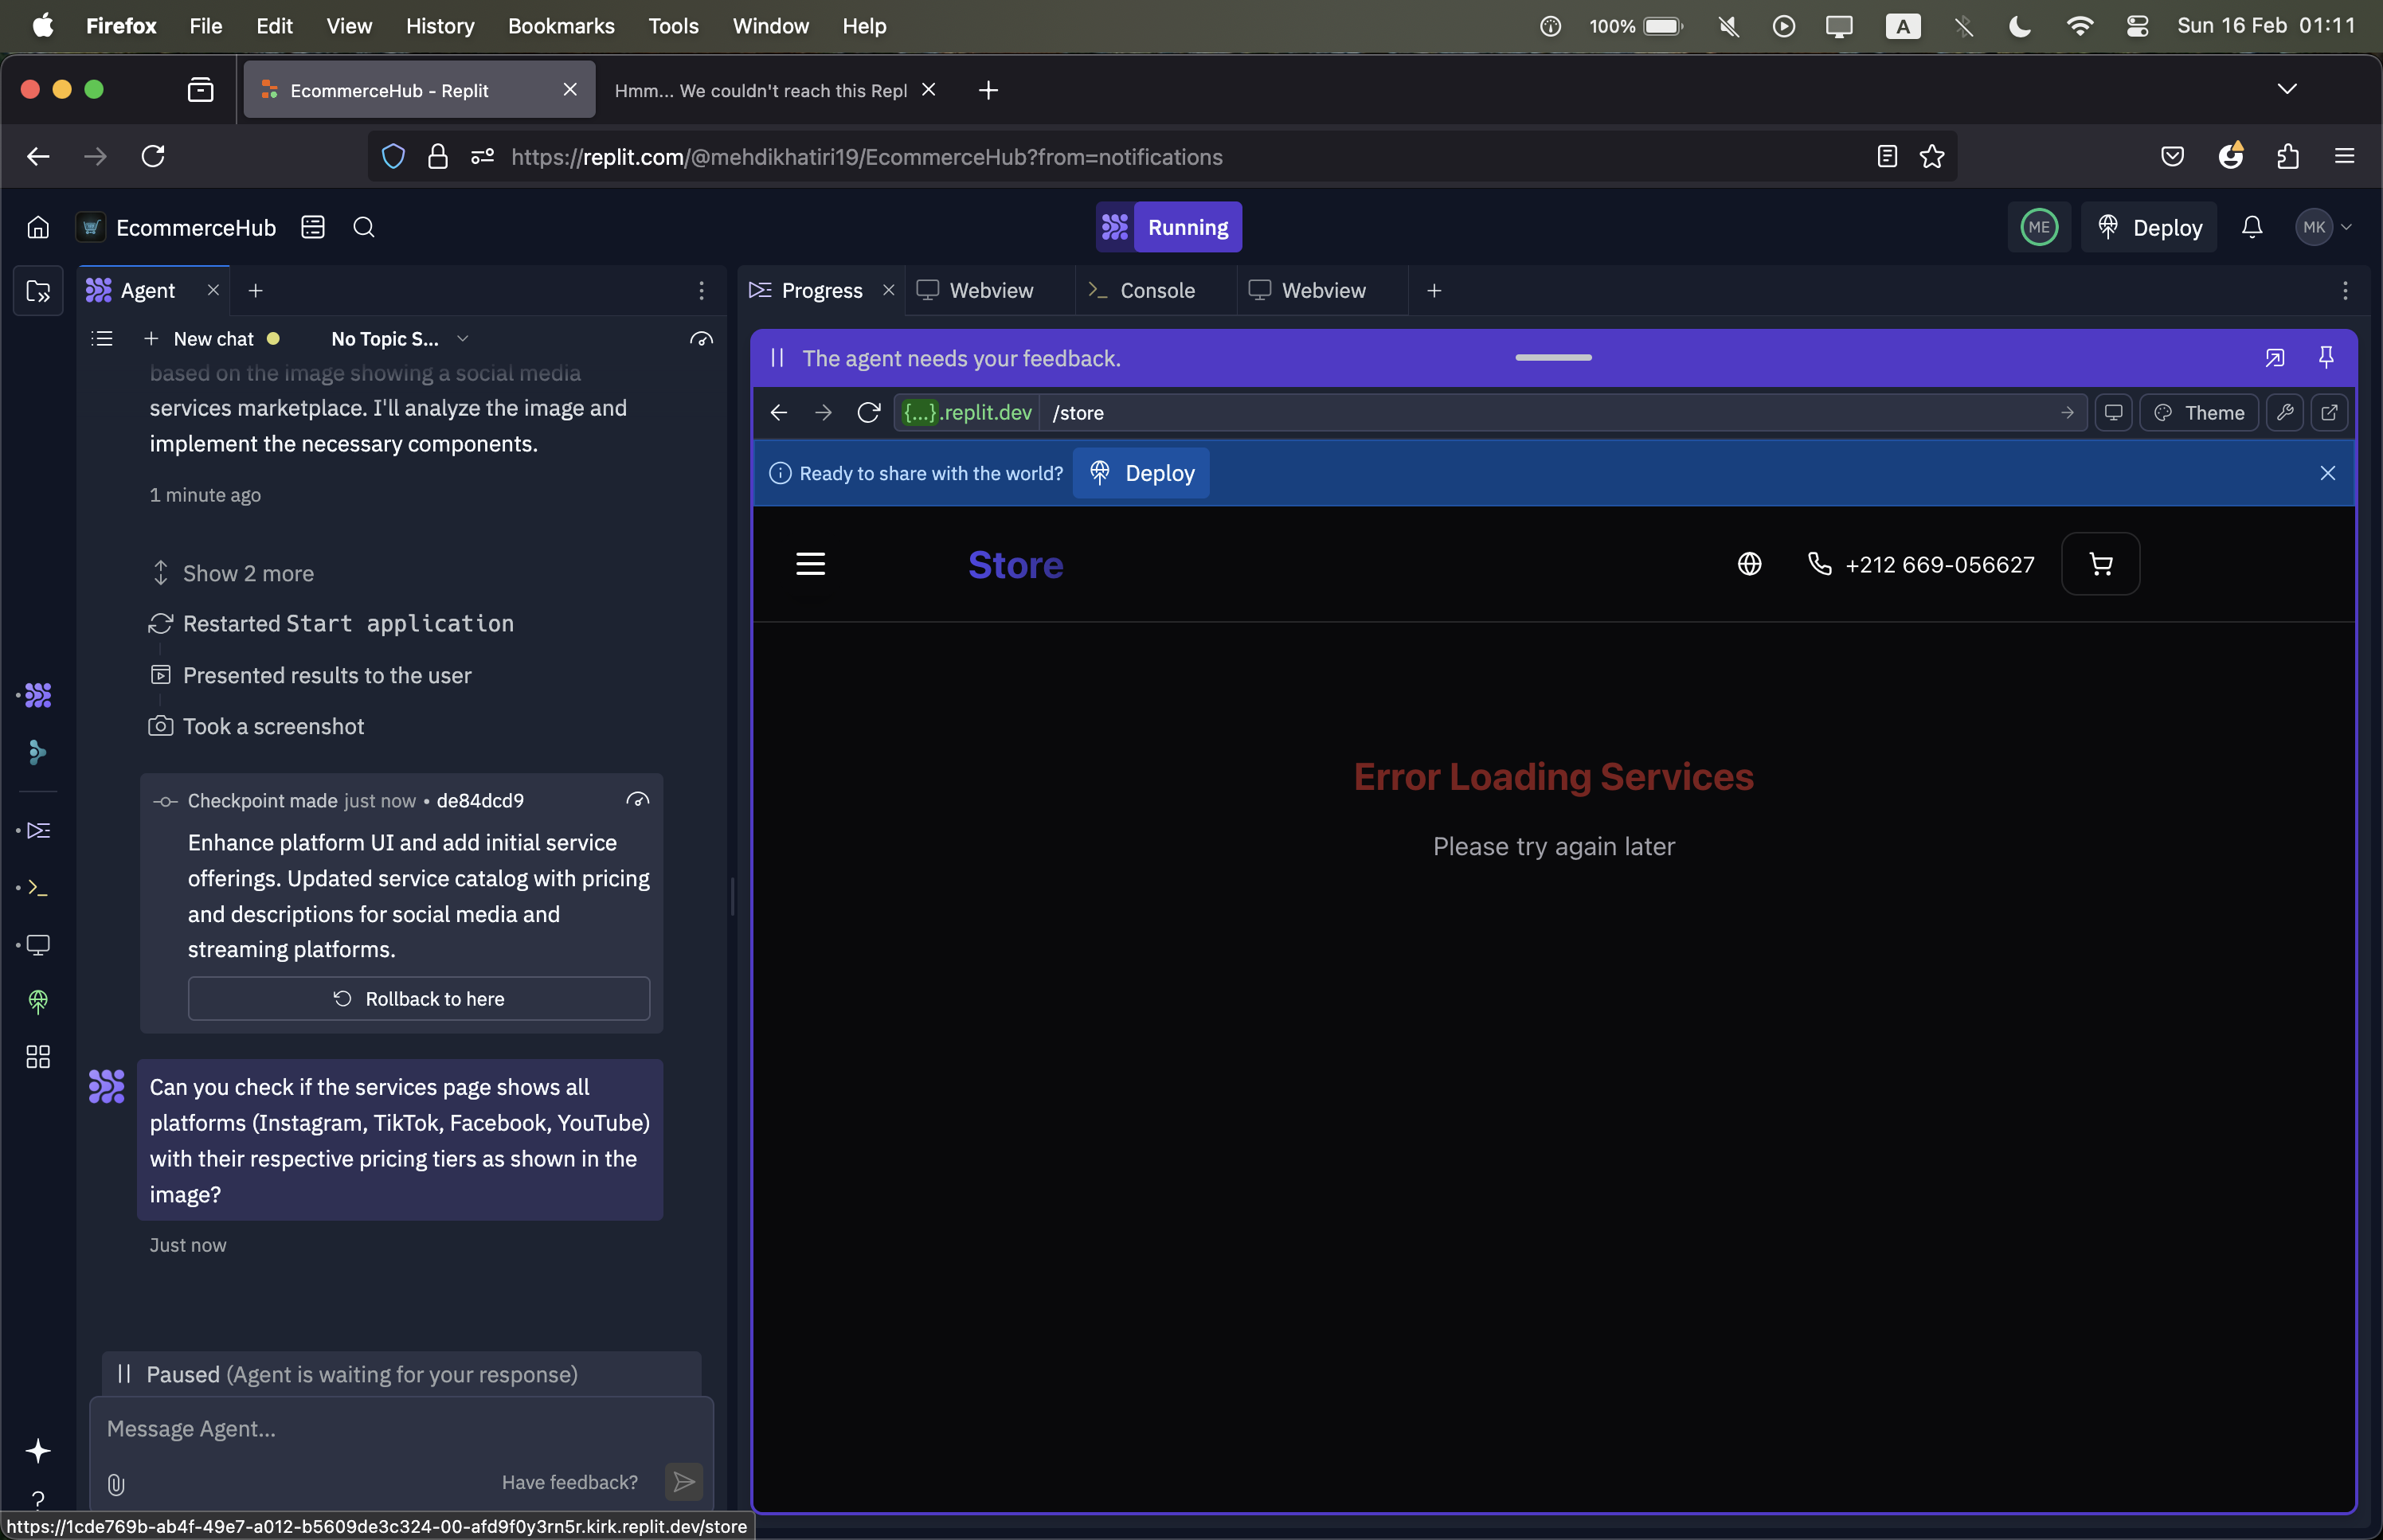 Firefox File Edit View History Bookmarks Tools Window Help 100% A Sun 16 Feb 01:11
EcommerceHub - Replit Hmm... We couldn't reach this Repl
https://replit.com/@mehdikhatiri19/EcommerceHub?from=notifications
EcommerceHub Running ME Deploy MK
Agent
New chat No Topic S...
based on the image showing a social media
services marketplace. I'll analyze the image and
implement the necessary components.
1 minute ago
Show 2 more
Restarted Start application
Presented results to the user
Took a screenshot
Checkpoint made just now • de84dcd9
Enhance platform UI and add initial service
offerings. Updated service catalog with pricing
and descriptions for social media and
streaming platforms.
Rollback to here
Can you check if the services page shows all
platforms (Instagram, TikTok, Facebook, YouTube)
with their respective pricing tiers as shown in the
image?
Just now
Paused (Agent is waiting for your response)
Message Agent...
Have feedback?
https://1cde769b-ab4f-49e7-a012-b5609de3c324-00-afd9f0y3rn5r.kirk.replit.dev/store
Progress Webview Console Webview
The agent needs your feedback.
{...}.replit.dev /store Theme
Ready to share with the world? Deploy
Store +212 669-056627
Error Loading Services
Please try again later